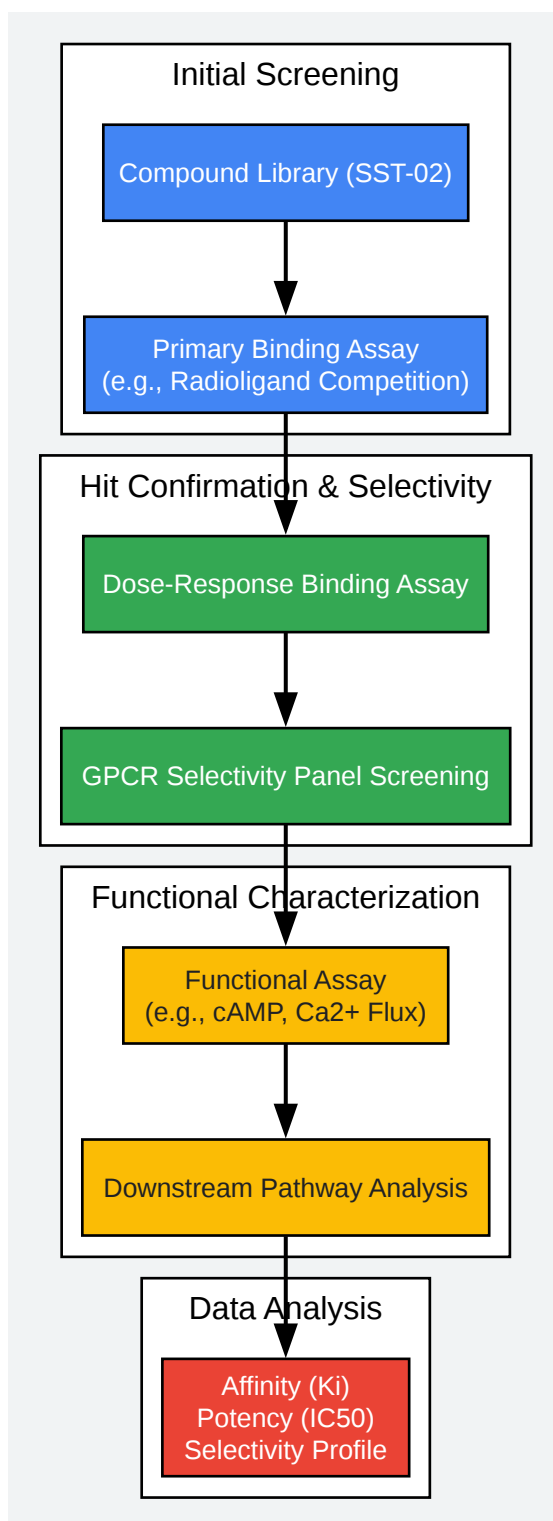 Initial Screening
Compound Library (SST-02)
Primary Binding Assay
(e.g., Radioligand Competition)
Hit Confirmation & Selectivity
Dose-Response Binding Assay
GPCR Selectivity Panel Screening
Functional Characterization
Functional Assay
(e.g., cAMP, Ca2+ Flux)
Downstream Pathway Analysis
Data Analysis
Affinity (Ki)
Potency (IC50)
Selectivity Profile